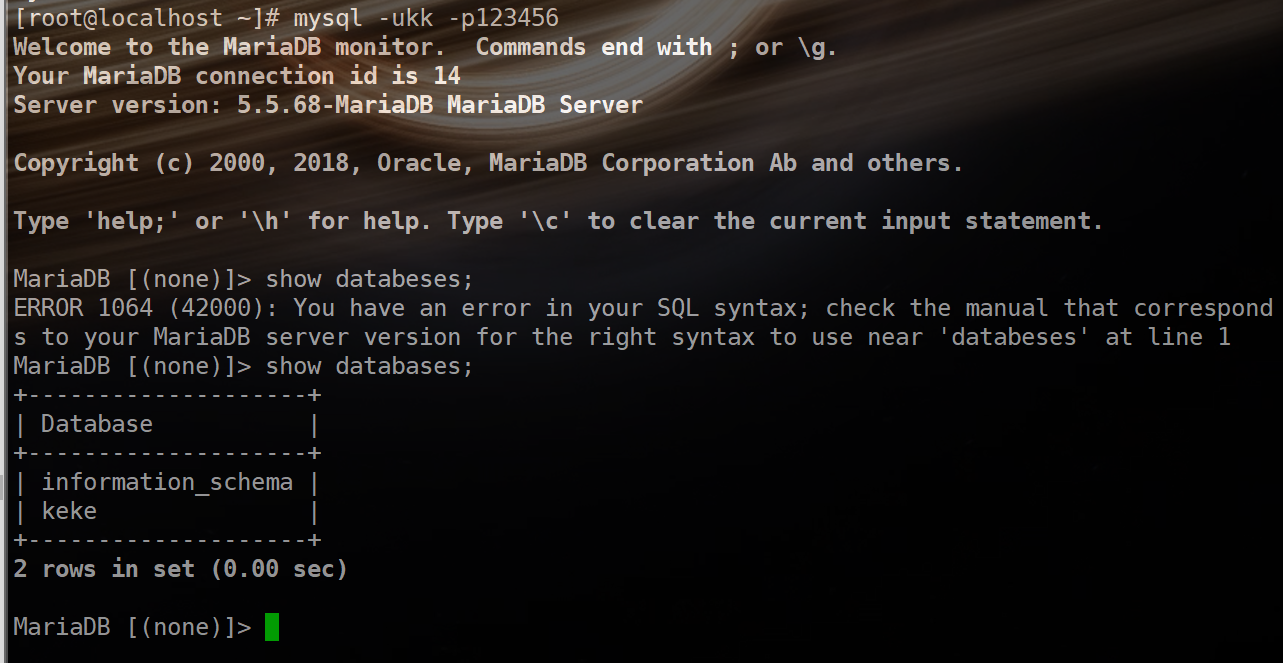 [root@localhost ~]# mysql -ukk -p123456
Welcome to the MariaDB monitor.  Commands end with ; or \g.
Your MariaDB connection id is 14
Server version: 5.5.68-MariaDB MariaDB Server
Copyright (c) 2000, 2018, Oracle, MariaDB Corporation Ab and others.
Type 'help;' or '\h' for help. Type '\c' to clear the current input statement.
MariaDB [(none)]> show databeses;
ERROR 1064 (42000): You have an error in your SQL syntax; check the manual that correspond
s to your MariaDB server version for the right syntax to use near 'databeses' at line 1
MariaDB [(none)]> show databases;
+--------------------+
| Database           |
+--------------------+
| information_schema |
| keke               |
+--------------------+
2 rows in set (0.00 sec)
MariaDB [(none)]>